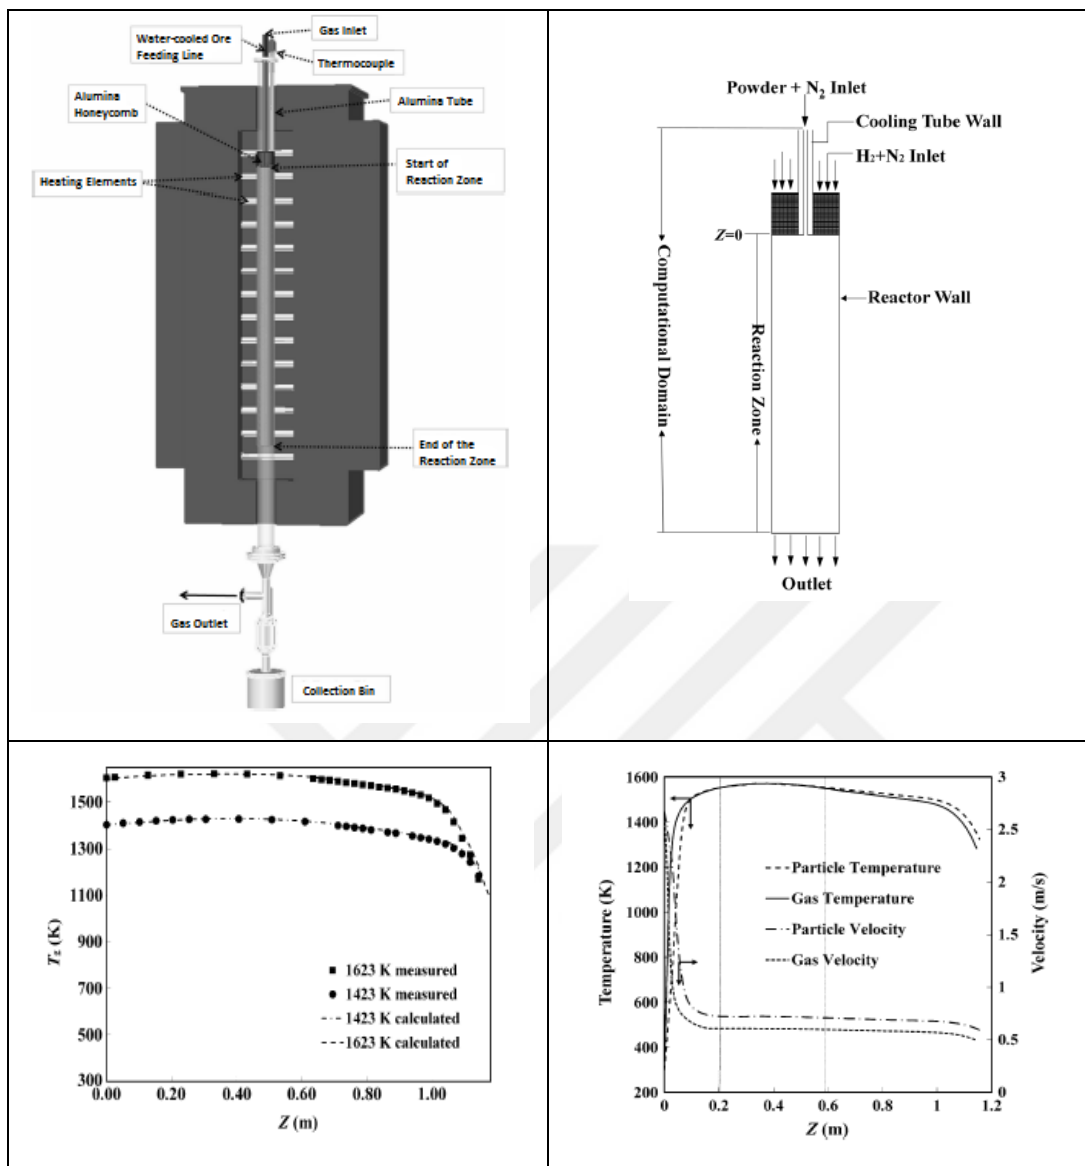 Gas Inlet
Water-cooled Ore
Feeding Line
Thermocouple
Alumina
Honeycomb
Alumina Tube
Start of
Reaction Zone
Heating Elements
End of the
Reaction Zone
Gas Outlet
Collection Bin
Powder + N₂ Inlet
Cooling Tube Wall
H₂+N₂ Inlet
Z=0
Computational Domain
Reaction Zone
Reactor Wall
Outlet
1500
1300
1100
900
700
500
300
T_z (K)
1623 K measured
1423 K measured
1423 K calculated
1623 K calculated
0.00 0.20 0.40 0.60 0.80 1.00
Z (m)
1600
1400
1200
1000
800
600
400
200
Temperature (K)
Particle Temperature
Gas Temperature
Particle Velocity
Gas Velocity
3
2.5
2
1.5
1
0.5
0
Velocity (m/s)
0 0.2 0.4 0.6 0.8 1 1.2
Z (m)